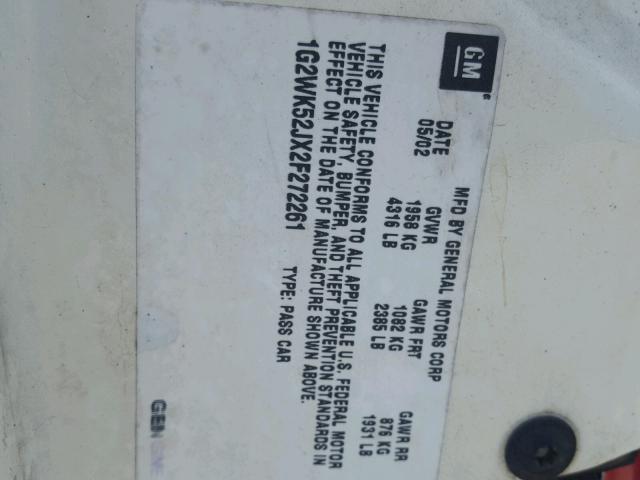 GM
MFD BY GENERAL MOTORS CORP
DATE GVWR GAWR FRT GAWR RR
05/02 1958 KG 1082 KG 876 KG
4316 LB 2385 LB 1931 LB
THIS VEHICLE CONFORMS TO ALL APPLICABLE U.S. FEDERAL MOTOR
VEHICLE SAFETY, BUMPER, AND THEFT PREVENTION STANDARDS IN
EFFECT ON THE DATE OF MANUFACTURE SHOWN ABOVE.
1G2WK52JX2F272261 TYPE: PASS CAR